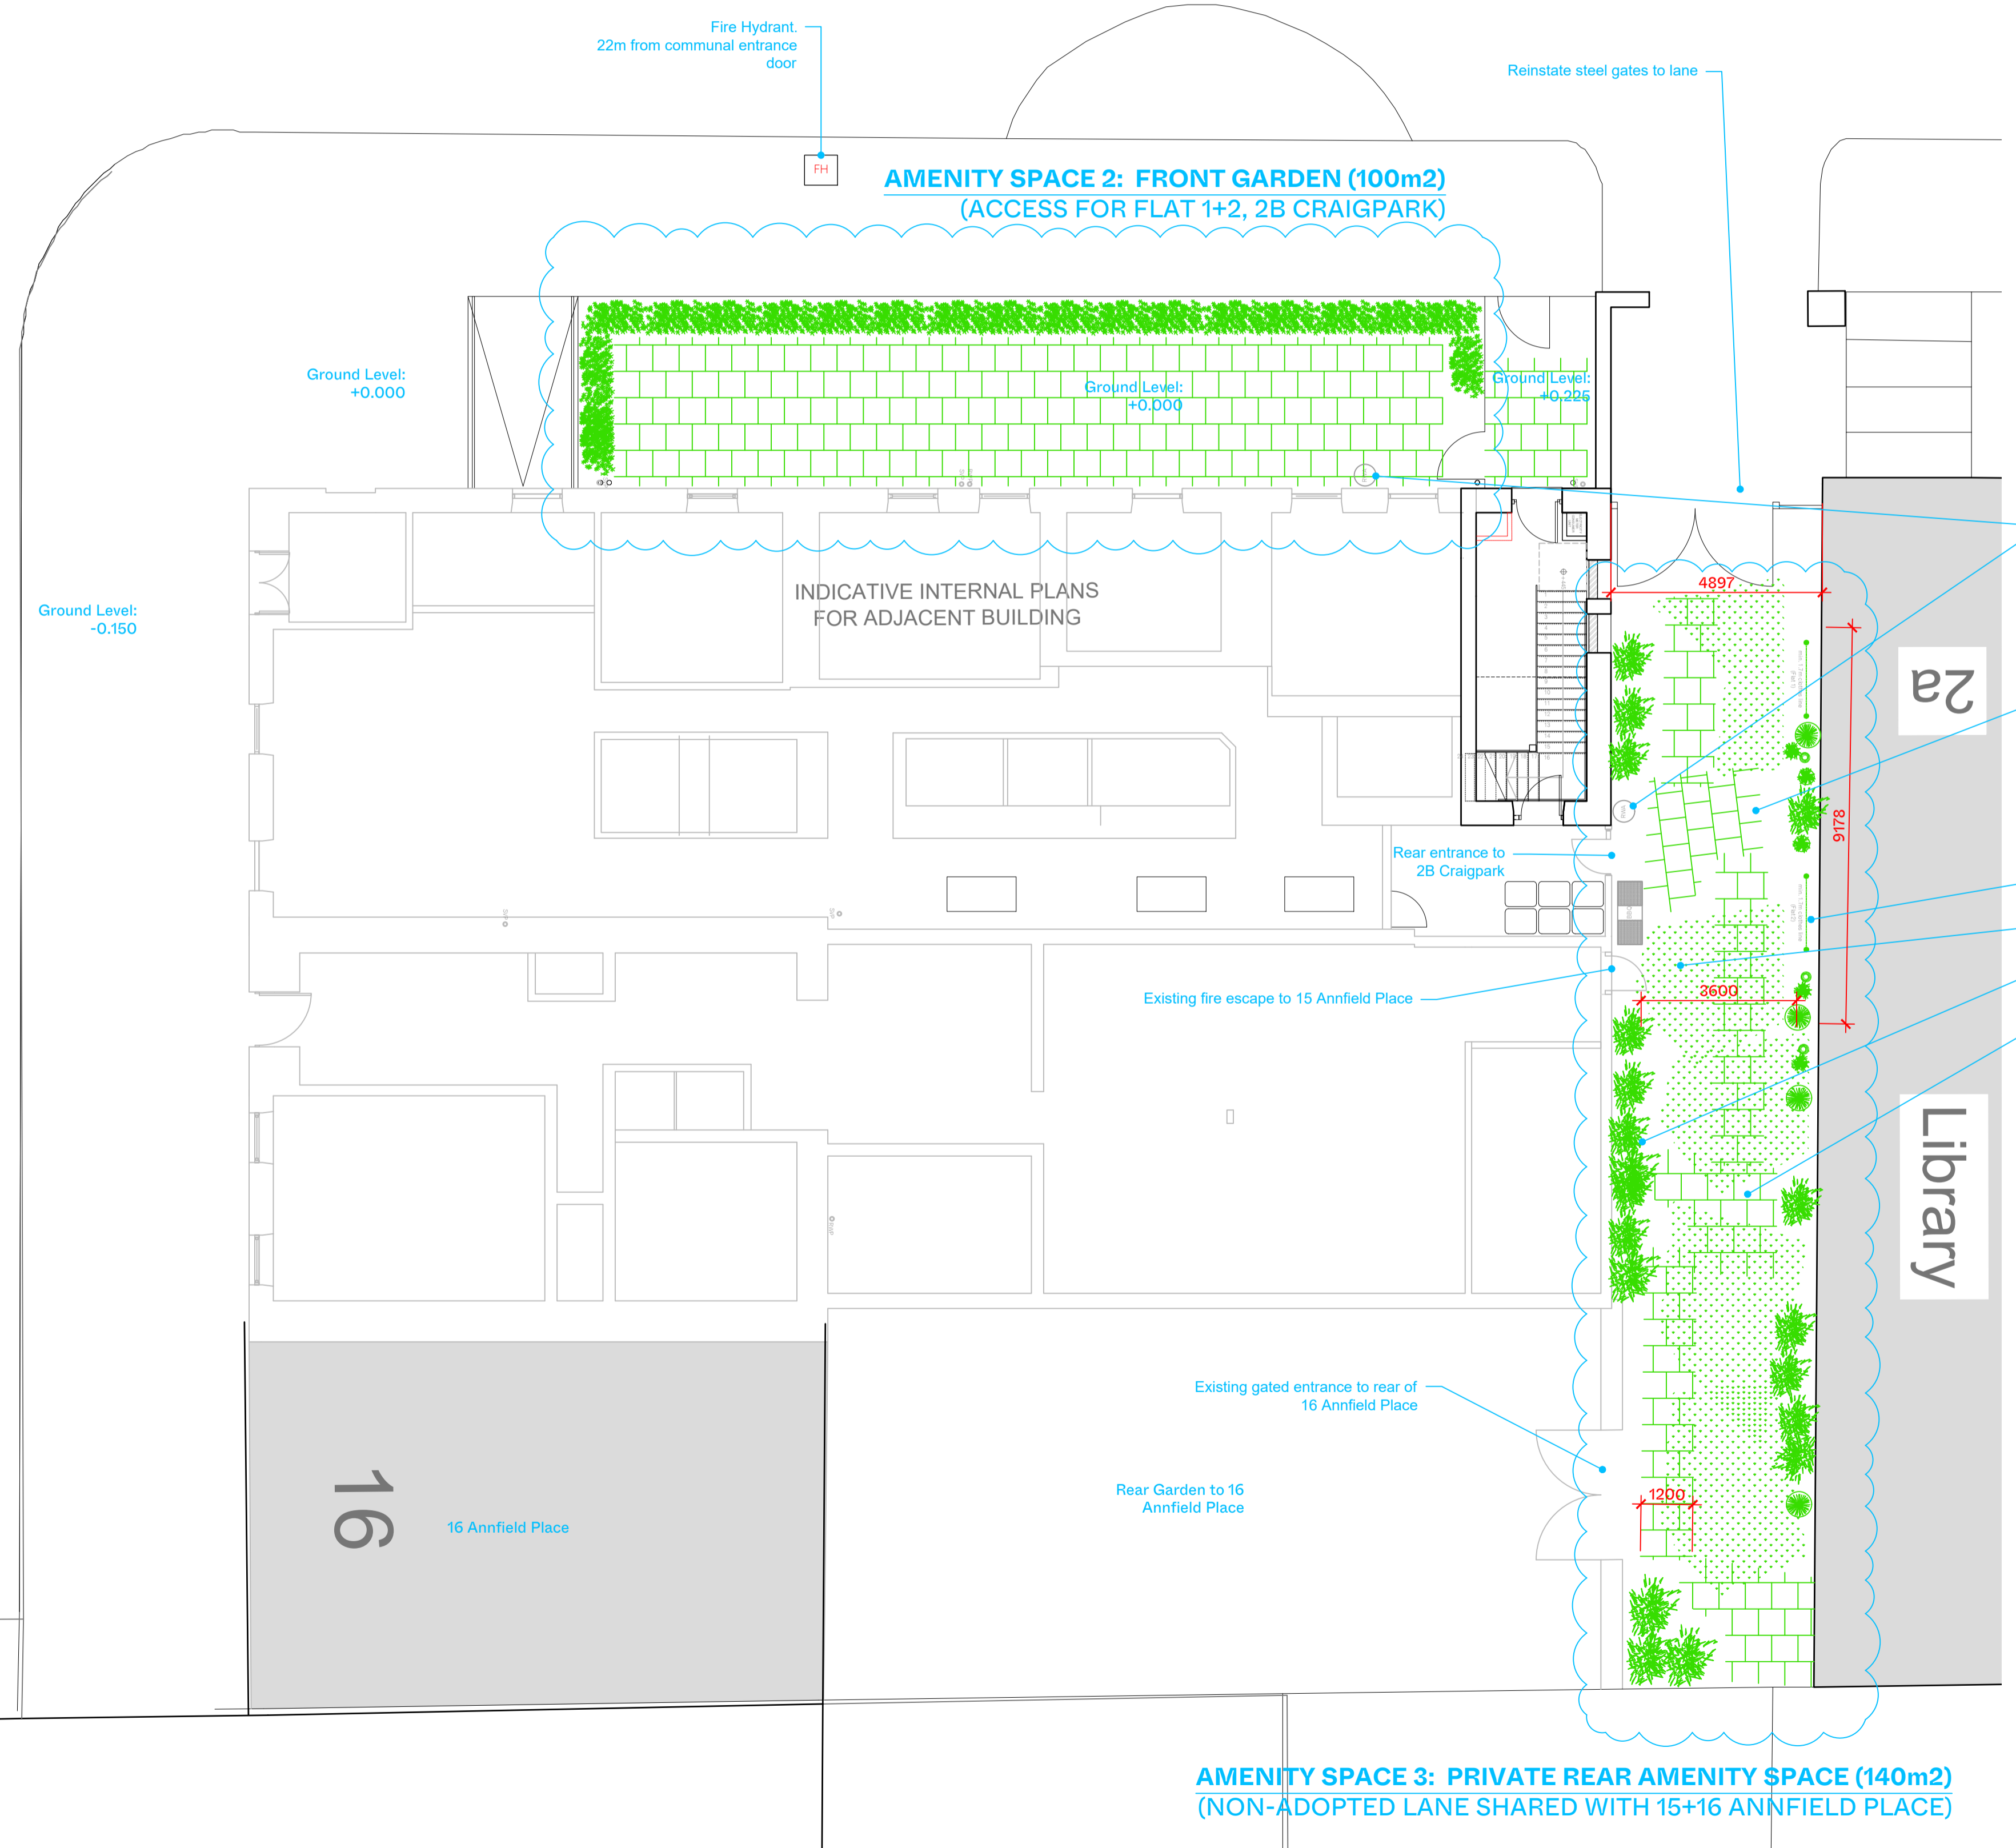 Fire Hydrant.
22m from communal entrance
door
Reinstate steel gates to lane
FH
AMENITY SPACE 2: FRONT GARDEN (100m2)
(ACCESS FOR FLAT 1+2, 2B CRAIGPARK)
Ground Level:
+0.000
Ground Level:
+0.000
Ground Level:
+0.225
INDICATIVE INTERNAL PLANS
FOR ADJACENT BUILDING
4897
Ground Level:
-0.150
2a
9178
Rear entrance to
2B Craigpark
Existing fire escape to 15 Annfield Place
3600
Library
Existing gated entrance to rear of
16 Annfield Place
Rear Garden to 16
Annfield Place
1200
16
16 Annfield Place
AMENITY SPACE 3: PRIVATE REAR AMENITY SPACE (140m2)
(NON-ADOPTED LANE SHARED WITH 15+16 ANNFIELD PLACE)